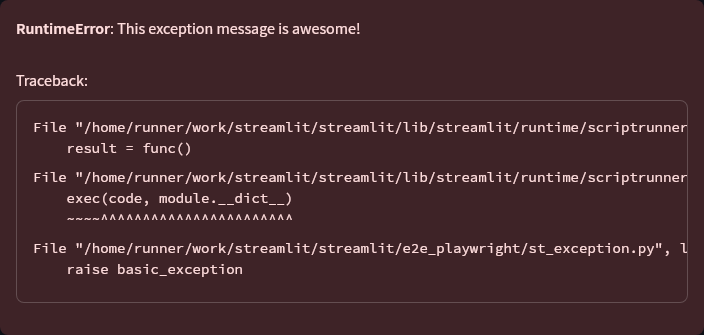 RuntimeError: This exception message is awesome!
Traceback:
File "/home/runner/work/streamlit/streamlit/lib/streamlit/runtime/scriptrunner
result = func()
File "/home/runner/work/streamlit/streamlit/lib/streamlit/runtime/scriptrunner
exec(code, module.__dict__)
~~~~^^^^^^^^^^^^^^^^^^^^^^^
File "/home/runner/work/streamlit/streamlit/e2e_playwright/st_exception.py", l
raise basic_exception